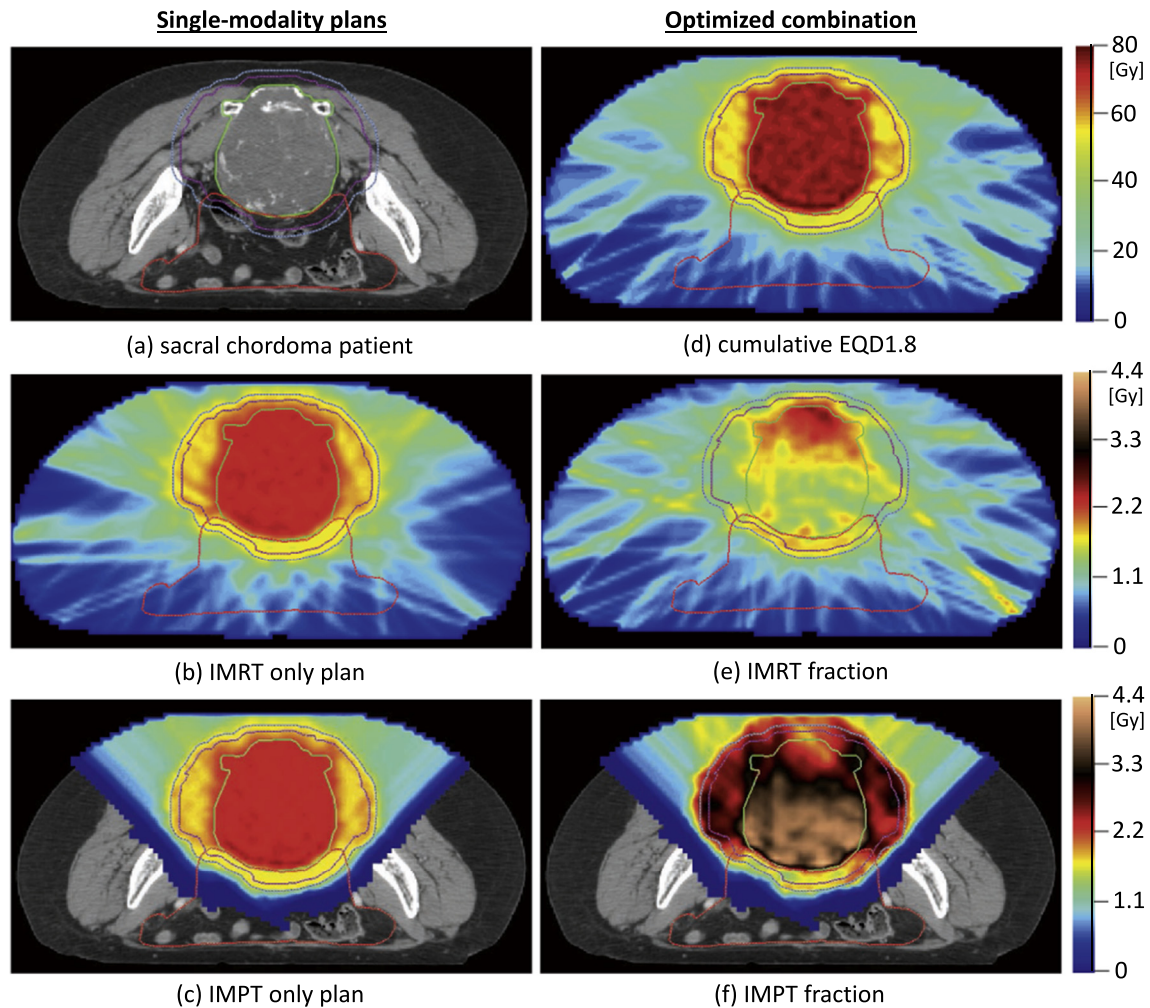 Single-modality plans
Optimized combination
80
[Gy]
60
40
20
0
(a) sacral chordoma patient
(d) cumulative EQD1.8
4.4
[Gy]
3.3
2.2
1.1
0
(b) IMRT only plan
(e) IMRT fraction
4.4
[Gy]
3.3
2.2
1.1
0
(c) IMPT only plan
(f) IMPT fraction